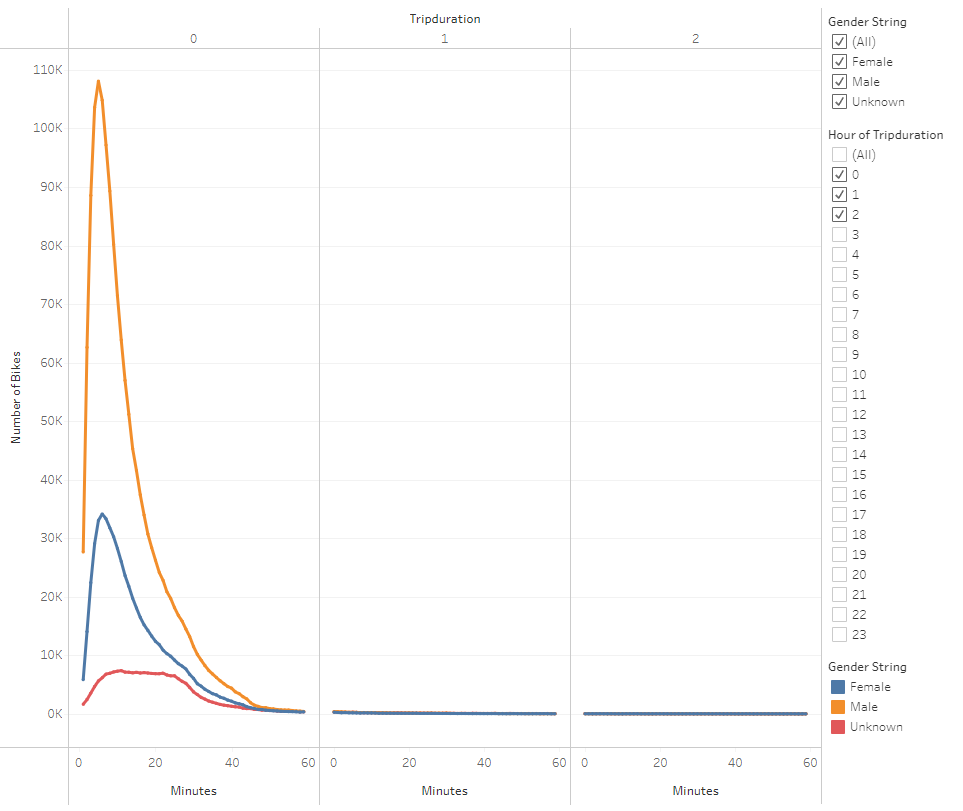 Tripduration
0 1 2
110K
100K
90K
80K
70K
60K
50K
40K
30K
20K
10K
0K
Number of Bikes
0 20 40 60 0 20 40 60 0 20 40 60
Minutes Minutes Minutes
Gender String
(All)
Female
Male
Unknown
Hour of Tripduration
(All)
0
1
2
3
4
5
6
7
8
9
10
11
12
13
14
15
16
17
18
19
20
21
22
23
Gender String
Female
Male
Unknown